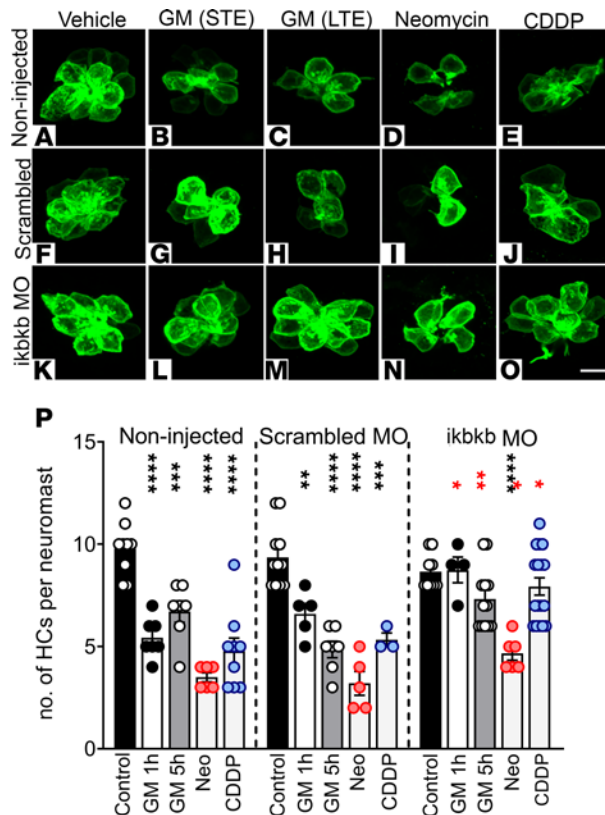 Vehicle GM (STE) GM (LTE) Neomycin CDDP
Non-injected
A B C D E
Scrambled
F G H I J
ikbkb MO
K L M N O
P
Non-injected Scrambled MO ikbkb MO
**** *** **** **** ** **** **** *** * ** **** * *
no. of HCs per neuromast
15
10
5
0
Control GM 1h GM 5h Neo CDDP Control GM 1h GM 5h Neo CDDP Control GM 1h GM 5h Neo CDDP